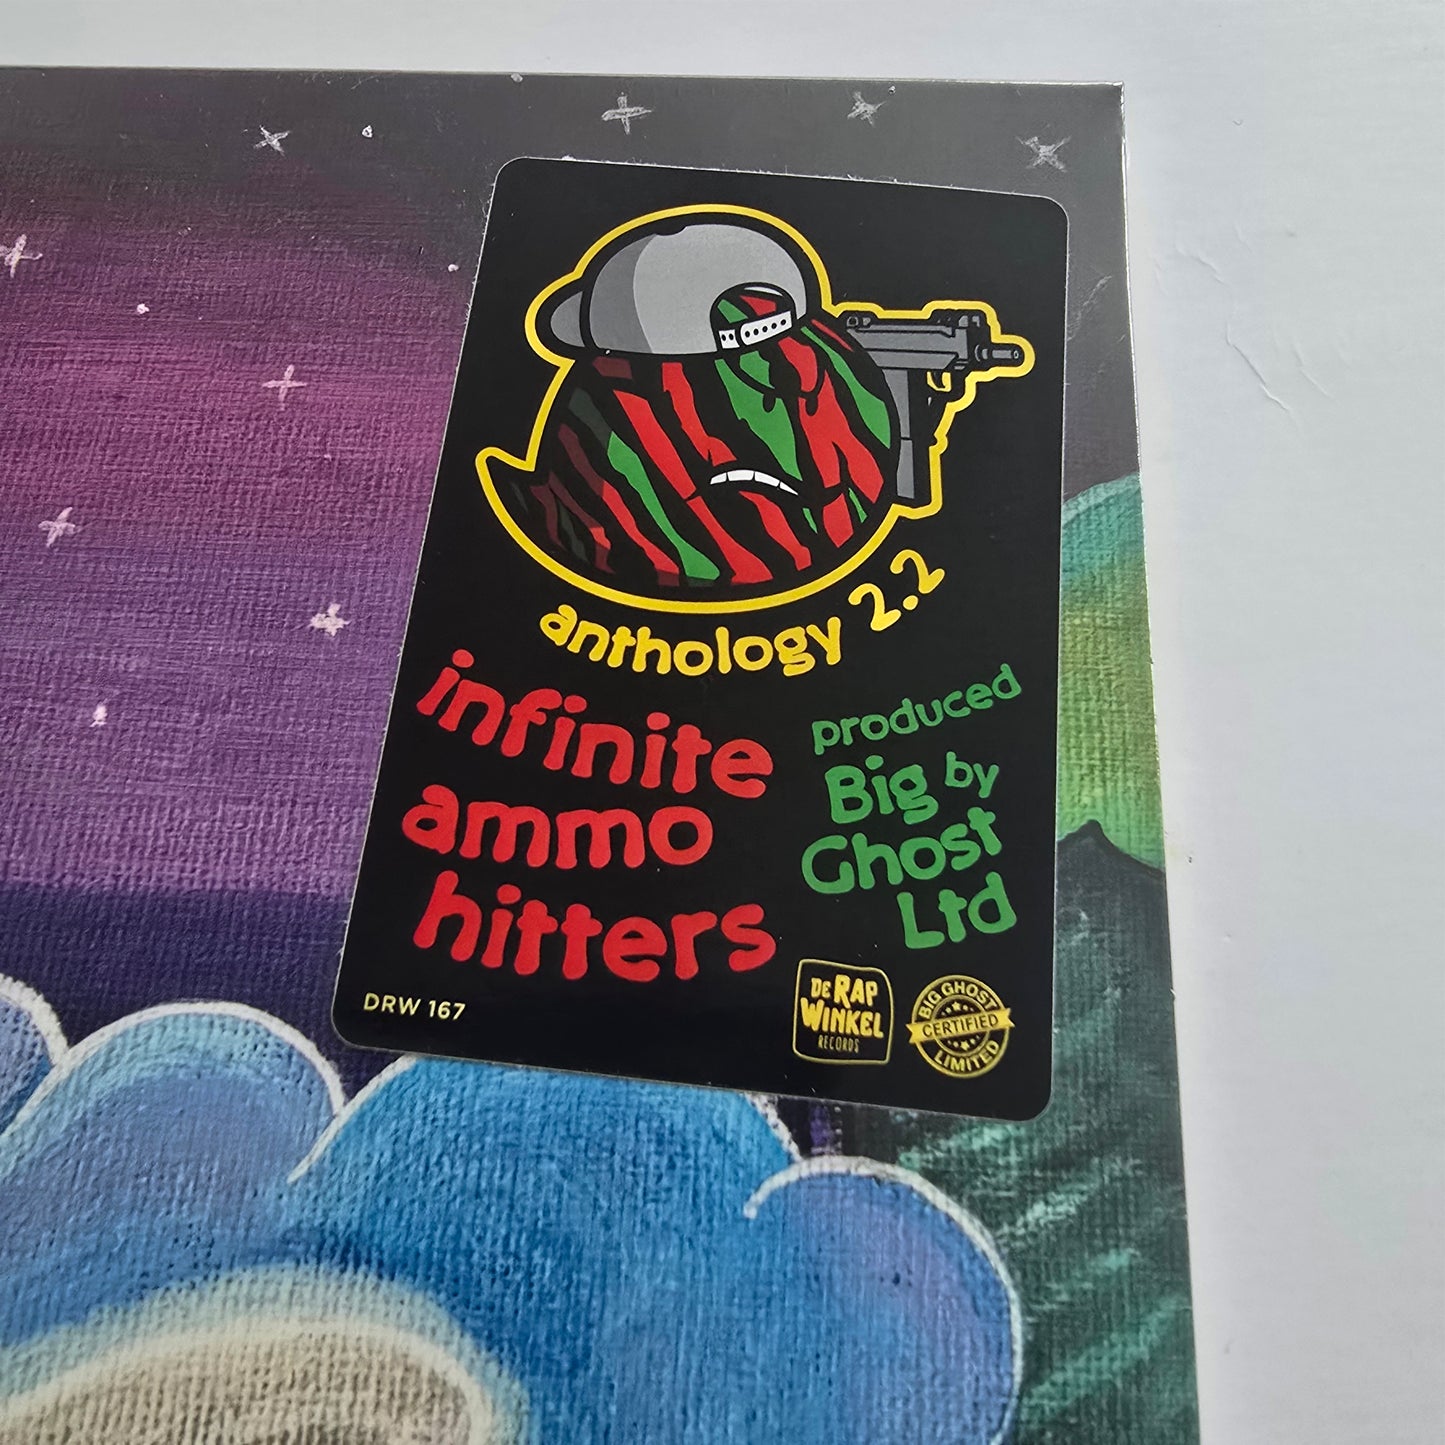 anthology 2.2
infinite
ammo
hitters
produced
Big by
Ghost
Ltd
DRW 167
DE RAP
WINKEL
RECORDS
BIG GHOST
CERTIFIED
LIMITED